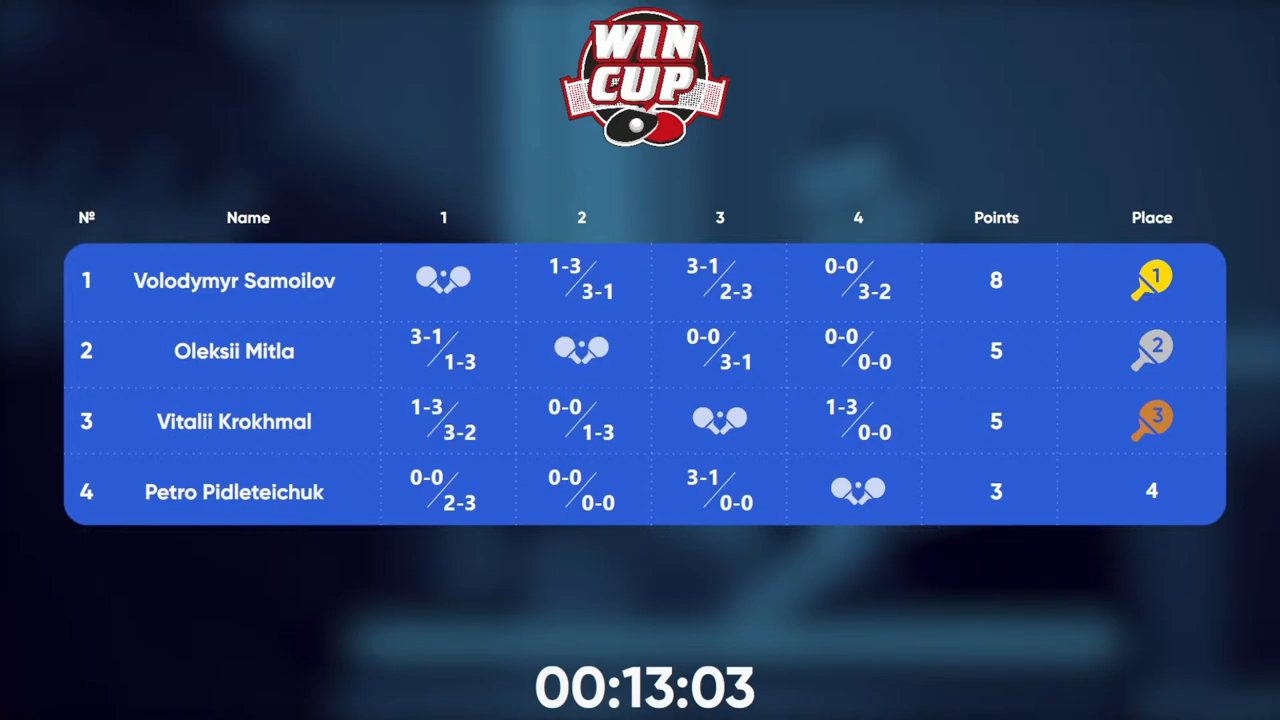 WIN
CUP
№ Name 1 2 3 4 Points Place
1 Volodymyr Samoilov 1-3/3-1 3-1/2-3 0-0/3-2 8 1
2 Oleksii Mitla 3-1/1-3 0-0/3-1 0-0/0-0 5 2
3 Vitalii Krokhmal 1-3/3-2 0-0/1-3 1-3/0-0 5 3
4 Petro Pidleteichuk 0-0/2-3 0-0/0-0 3-1/0-0 3 4
00:13:03